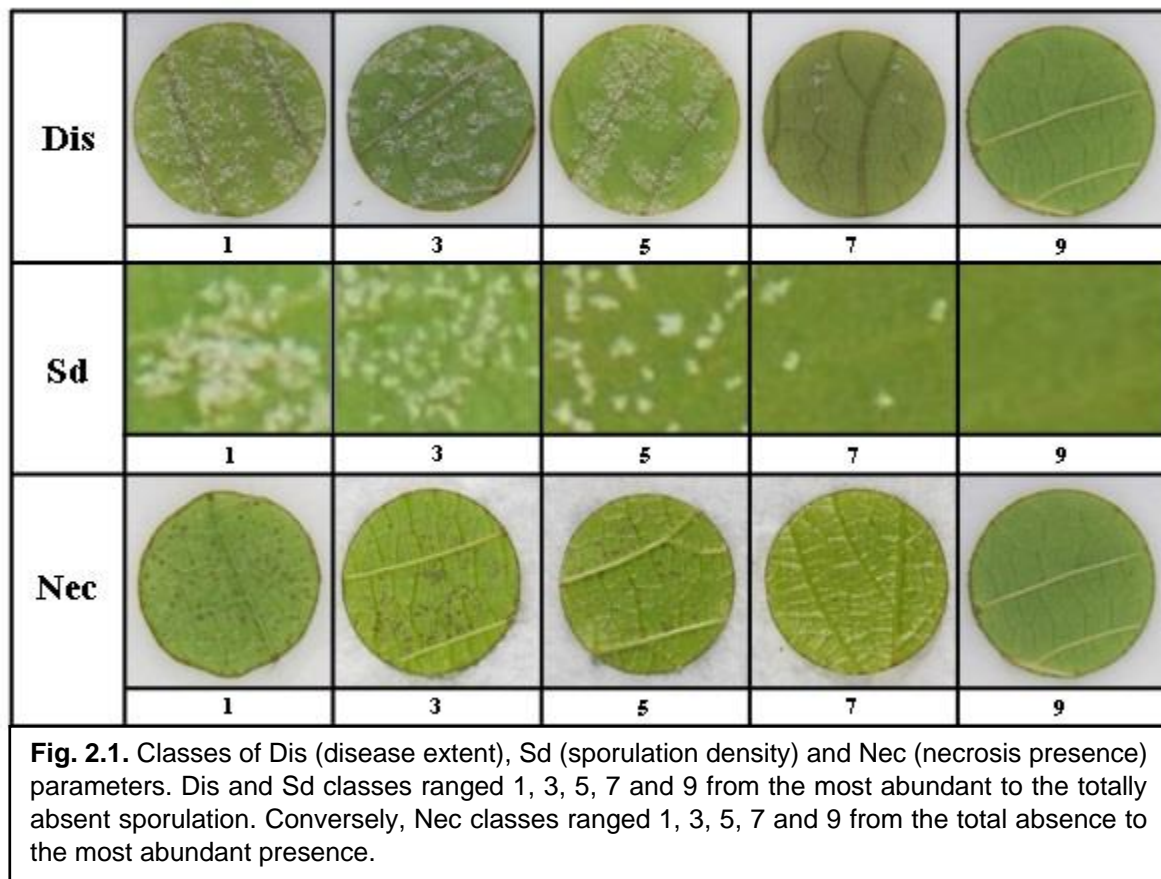 Dis
1 3 5 7 9
Sd
1 3 5 7 9
Nec
1 3 5 7 9
Fig. 2.1. Classes of Dis (disease extent), Sd (sporulation density) and Nec (necrosis presence)
parameters. Dis and Sd classes ranged 1, 3, 5, 7 and 9 from the most abundant to the totally
absent sporulation. Conversely, Nec classes ranged 1, 3, 5, 7 and 9 from the total absence to
the most abundant presence.